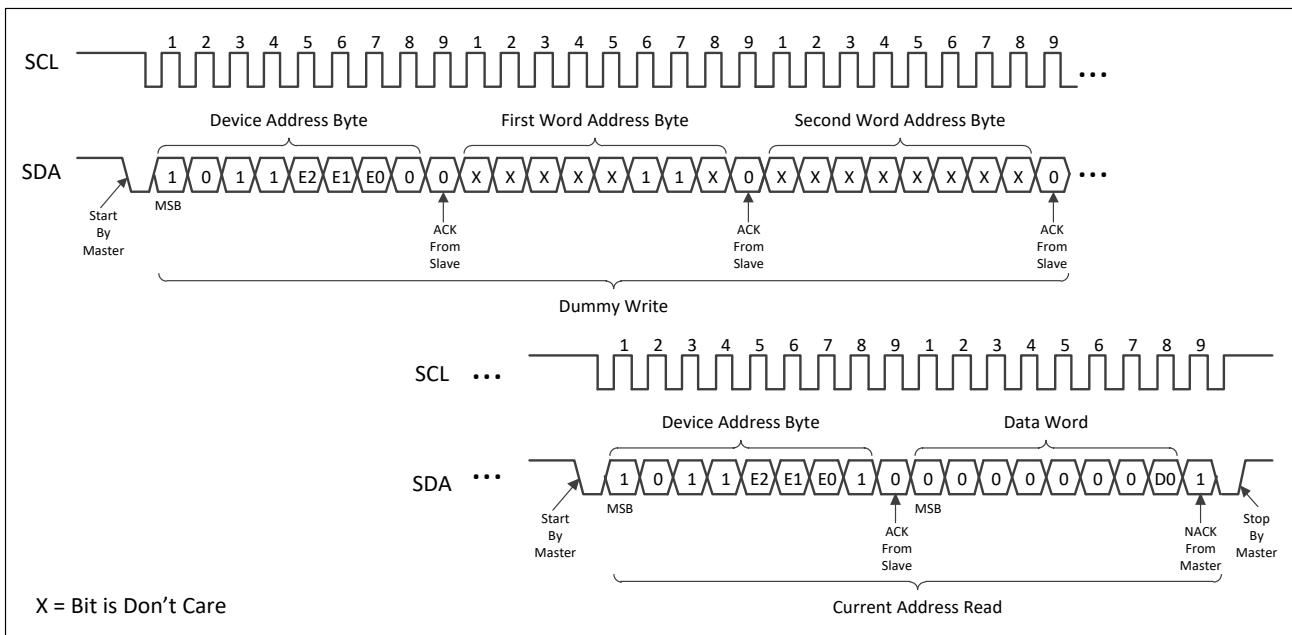 1 2 3 4 5 6 7 8 9 1 2 3 4 5 6 7 8 9 1 2 3 4 5 6 7 8 9
SCL ...
Device Address Byte First Word Address Byte Second Word Address Byte
SDA 1 0 1 1 E2 E1 E0 0 0 X X X X X 1 1 X 0 X X X X X X X X 0 ...
MSB
Start
By
Master
ACK
From
Slave
ACK
From
Slave
ACK
From
Slave
Dummy Write
1 2 3 4 5 6 7 8 9 1 2 3 4 5 6 7 8 9
SCL ...
Device Address Byte Data Word
SDA ... 1 0 1 1 E2 E1 E0 1 0 0 0 0 0 0 0 0 D0 1
MSB MSB
Start
By
Master
ACK
From
Slave
NACK
From
Master
Stop
By
Master
Current Address Read
X = Bit is Don’t Care